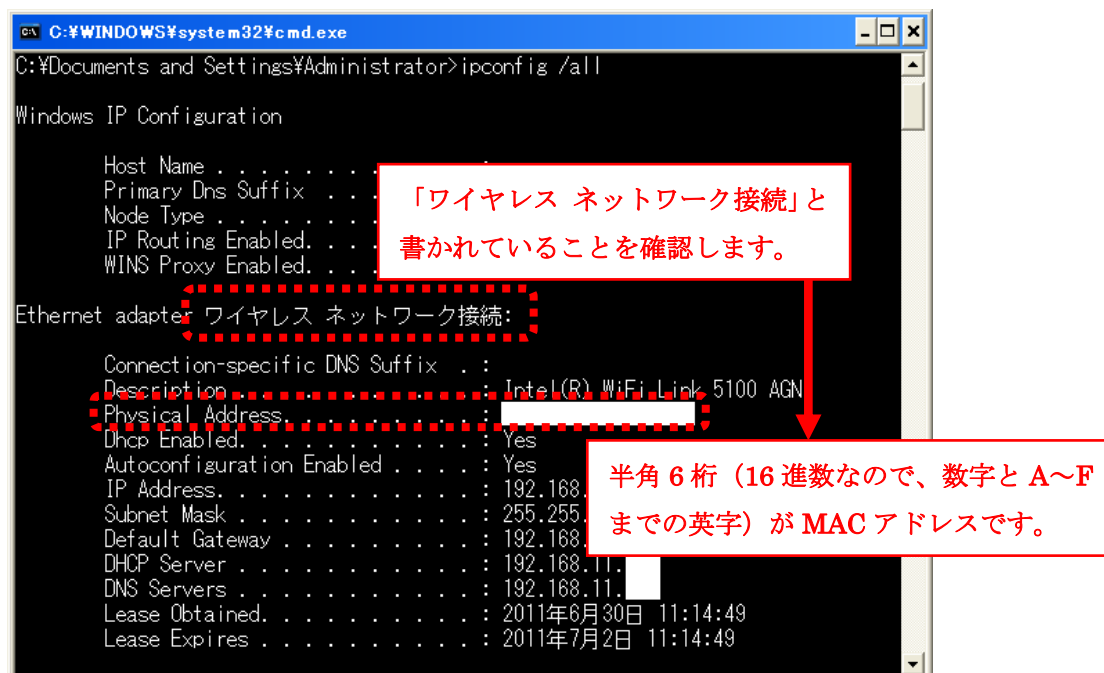 C:¥WINDOWS¥system32¥cmd.exe
C:¥Documents and Settings¥Administrator>ipconfig /all
Windows IP Configuration
Host Name . . . . . . . . . . . . :
Primary Dns Suffix . . .
Node Type . . . . . . . .
IP Routing Enabled. . . .
WINS Proxy Enabled. . . .
「ワイヤレス ネットワーク接続」と
書かれていることを確認します。
Ethernet adapter ワイヤレス ネットワーク接続:
Connection-specific DNS Suffix . :
Description . . . . . . . . . . . : Intel(R) WiFi Link 5100 AGN
Physical Address. . . . . . . . . :
Dhcp Enabled. . . . . . . . . . . : Yes
Autoconfiguration Enabled . . . . : Yes
IP Address. . . . . . . . . . . . : 192.168.
Subnet Mask . . . . . . . . . . . : 255.255.
Default Gateway . . . . . . . . . : 192.168.
DHCP Server . . . . . . . . . . . : 192.168.11.
DNS Servers . . . . . . . . . . . : 192.168.11.
Lease Obtained. . . . . . . . . . : 2011年6月30日 11:14:49
Lease Expires . . . . . . . . . . : 2011年7月2日 11:14:49
半角 6 桁（16 進数なので、数字と A～F
までの英字）が MAC アドレスです。